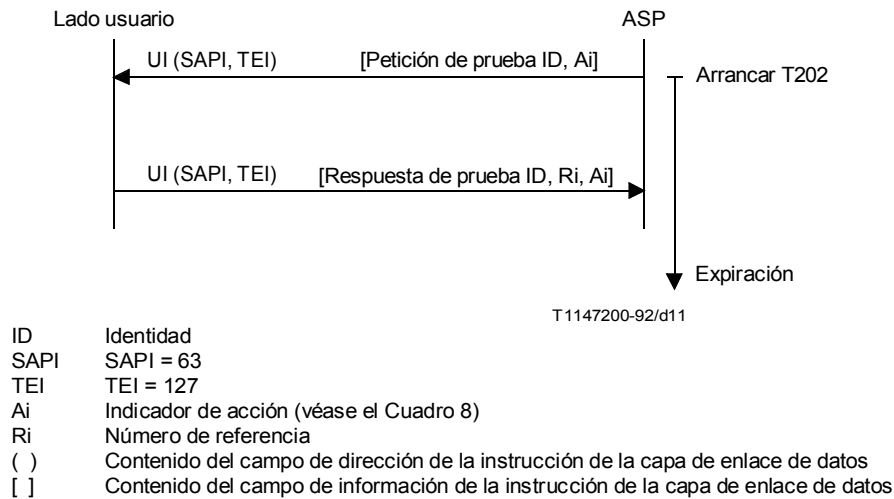 Lado usuario ASP
UI (SAPI, TEI) [Petición de prueba ID, Ai]
Arrancar T202
UI (SAPI, TEI) [Respuesta de prueba ID, Ri, Ai]
Expiración
T1147200-92/d11
ID Identidad
SAPI SAPI = 63
TEI TEI = 127
Ai Indicador de acción (véase el Cuadro 8)
Ri Número de referencia
( ) Contenido del campo de dirección de la instrucción de la capa de enlace de datos
[ ] Contenido del campo de información de la instrucción de la capa de enlace de datos